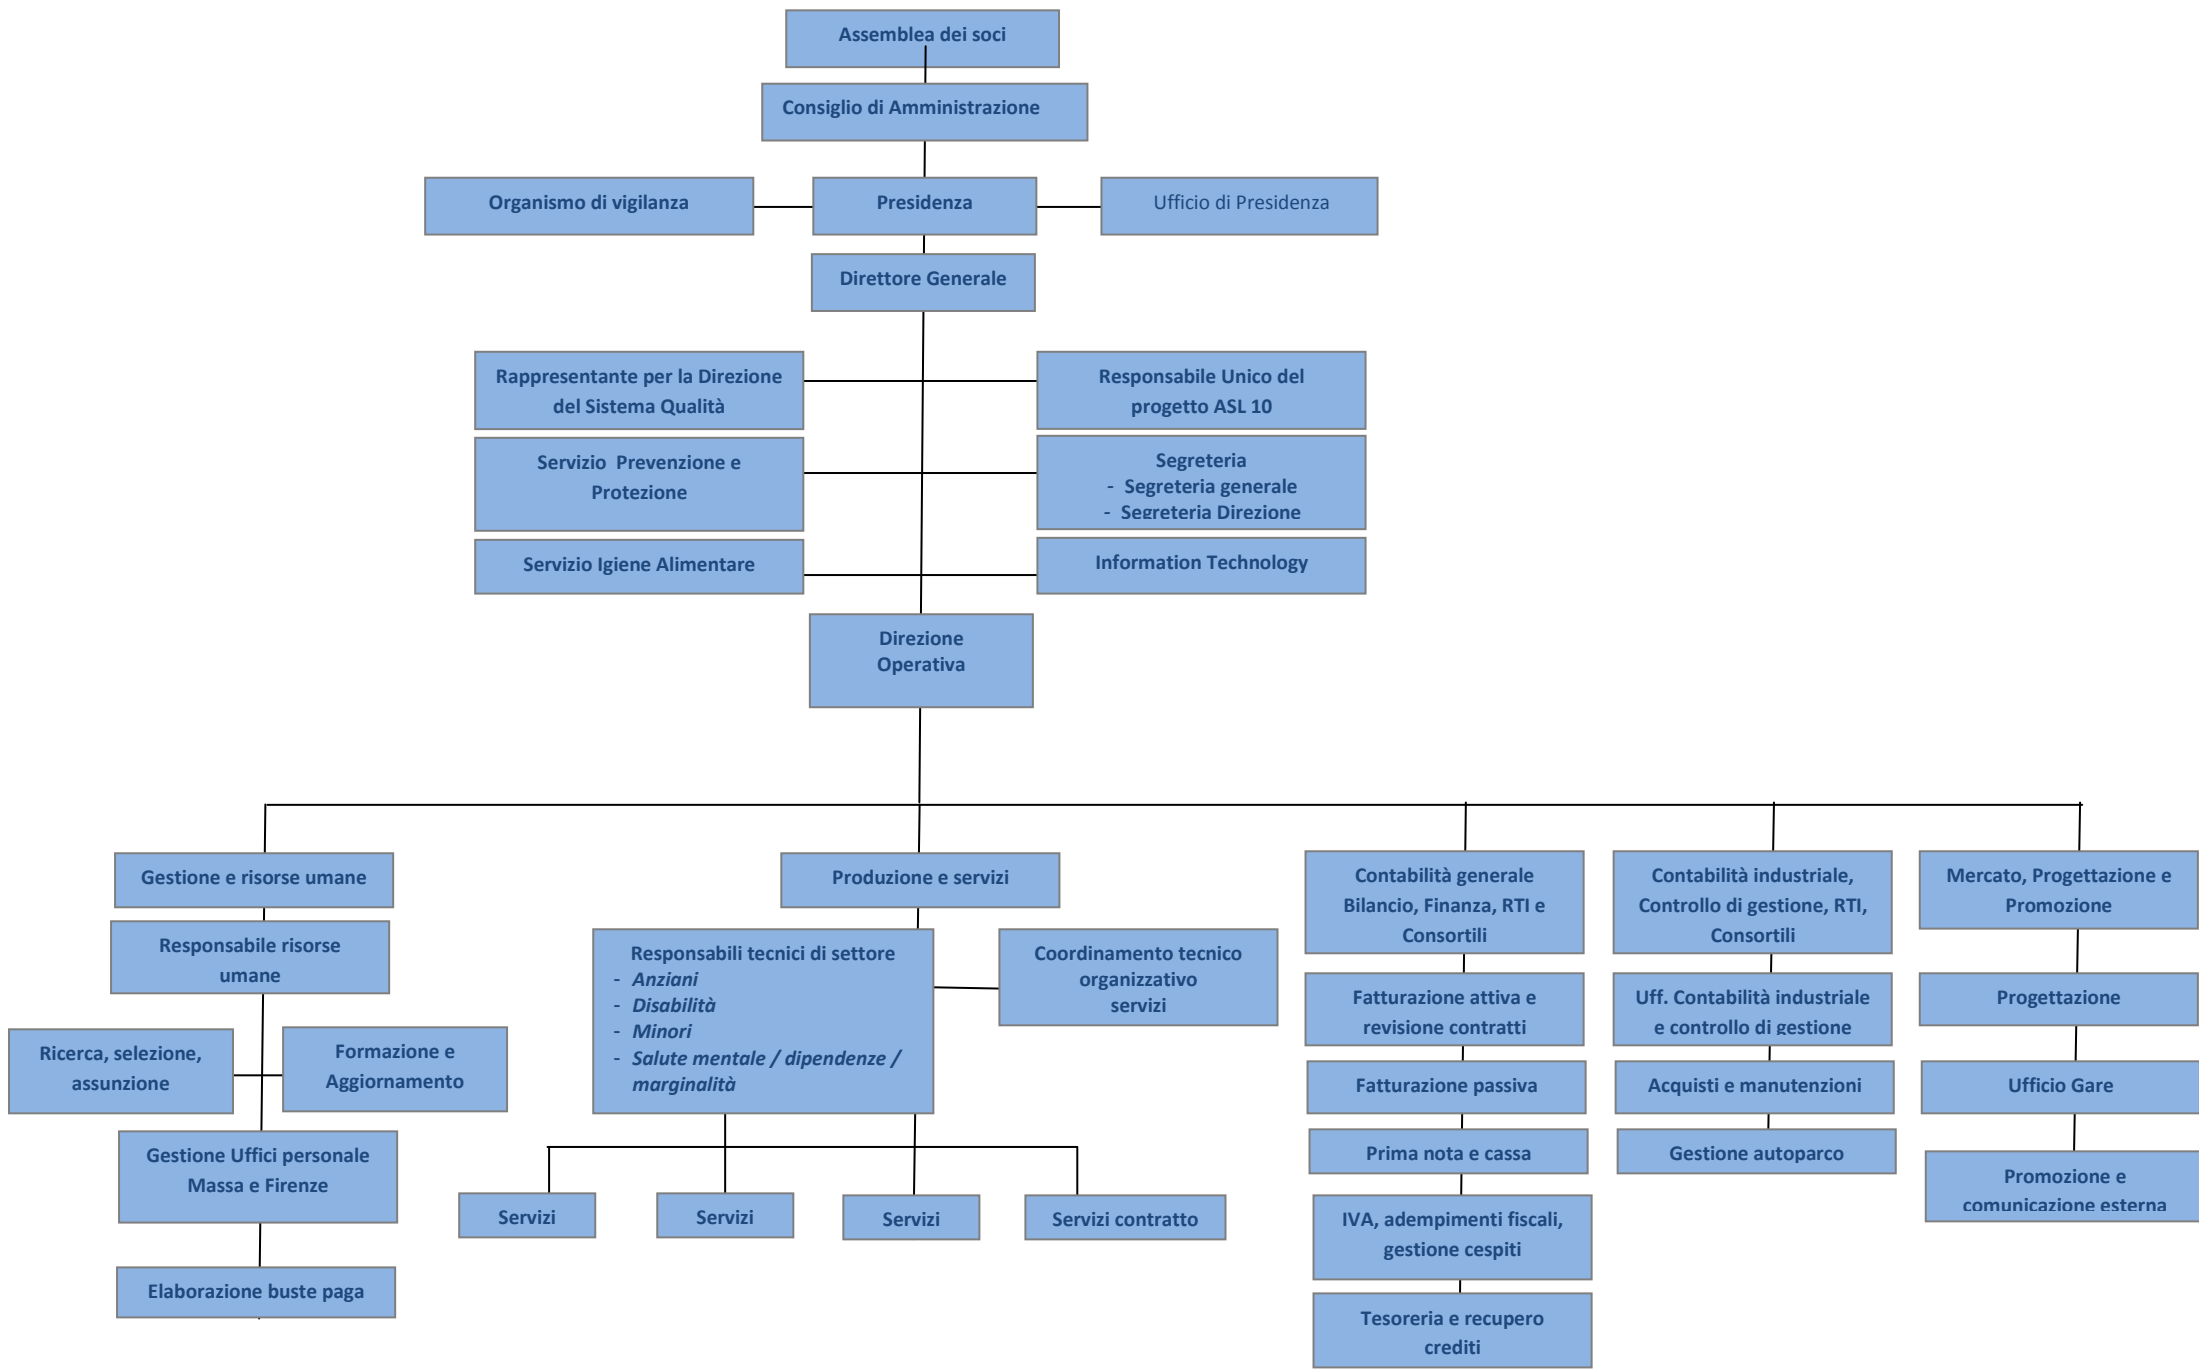 Assemblea dei soci
Consiglio di Amministrazione
Organismo di vigilanza
Presidenza
Ufficio di Presidenza
Direttore Generale
Rappresentante per la Direzione
del Sistema Qualità
Responsabile Unico del
progetto ASL 10
Servizio Prevenzione e
Protezione
Segreteria
- Segreteria generale
- Segreteria Direzione
Servizio Igiene Alimentare
Information Technology
Direzione
Operativa
Gestione e risorse umane
Responsabile risorse
umane
Ricerca, selezione,
assunzione
Formazione e
Aggiornamento
Gestione Uffici personale
Massa e Firenze
Elaborazione buste paga
Produzione e servizi
Responsabili tecnici di settore
- Anziani
- Disabilità
- Minori
- Salute mentale / dipendenze /
marginalità
Coordinamento tecnico
organizzativo
servizi
Servizi
Servizi
Servizi
Servizi contratto
Contabilità generale
Bilancio, Finanza, RTI e
Consortili
Fatturazione attiva e
revisione contratti
Fatturazione passiva
Prima nota e cassa
IVA, adempimenti fiscali,
gestione cespiti
Tesoreria e recupero
crediti
Contabilità industriale,
Controllo di gestione, RTI,
Consortili
Uff. Contabilità industriale
e controllo di gestione
Acquisti e manutenzioni
Gestione autoparco
Mercato, Progettazione e
Promozione
Progettazione
Ufficio Gare
Promozione e
comunicazione esterna